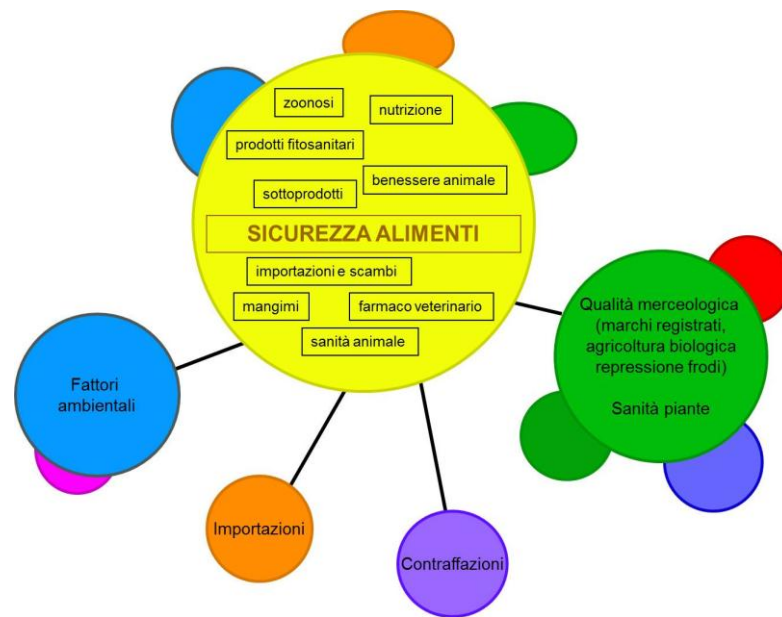 zoonosi
nutrizione
prodotti fitosanitari
benessere animale
sottoprodotti
SICUREZZA ALIMENTI
importazioni e scambi
mangimi
farmaco veterinario
sanità animale
Qualità merceologica
(marchi registrati,
agricoltura biologica
repressione frodi)
Sanità piante
Fattori
ambientali
Importazioni
Contraffazioni